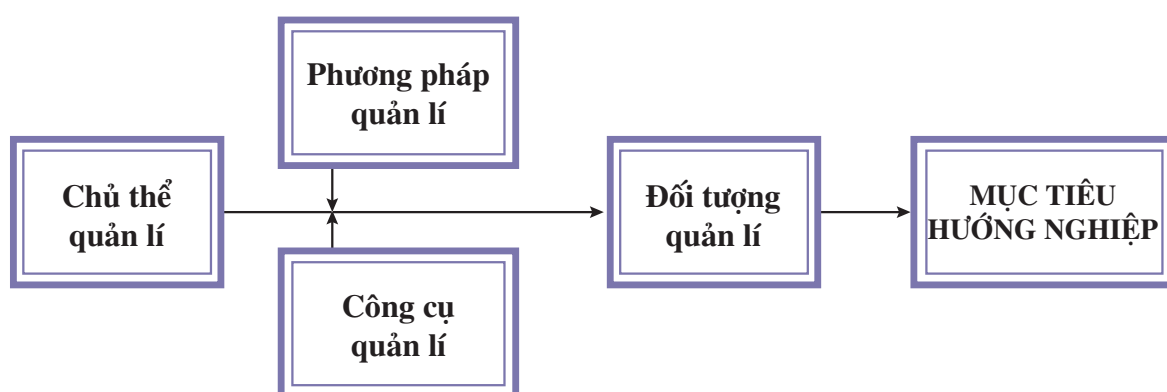 Phương pháp
quản lí
Chủ thể
quản lí
Đối tượng
quản lí
MỤC TIÊU
HƯỚNG NGHIỆP
Công cụ
quản lí